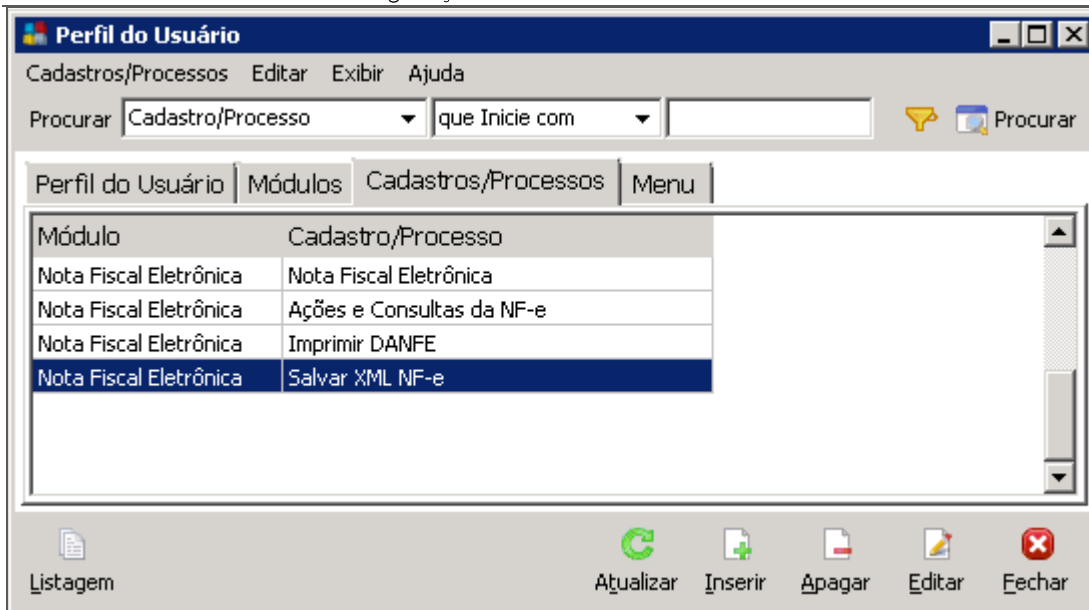 Perfil do Usuário
Cadastros/Processos Editar Exibir Ajuda
Procurar Cadastro/Processo que Inicie com Procurar
Perfil do Usuário Módulos Cadastros/Processos Menu
Módulo Cadastro/Processo
Nota Fiscal Eletrônica Nota Fiscal Eletrônica
Nota Fiscal Eletrônica Ações e Consultas da NF-e
Nota Fiscal Eletrônica Imprimir DANFE
Nota Fiscal Eletrônica Salvar XML NF-e
Listagem Atualizar Inserir Apagar Editar Fechar